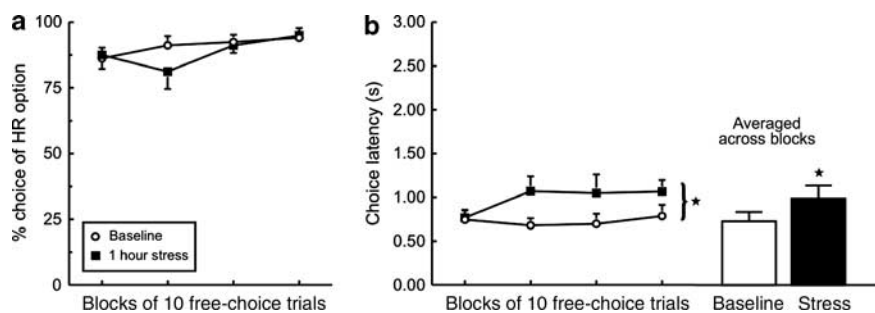 a
% choice of HR option
100
75
50
25
0
Baseline
1 hour stress
Blocks of 10 free-choice trials
b
Choice latency (s)
3.00
2.50
2.00
1.50
1.00
0.50
0.00
Averaged
across blocks
Blocks of 10 free-choice trials
Baseline
Stress